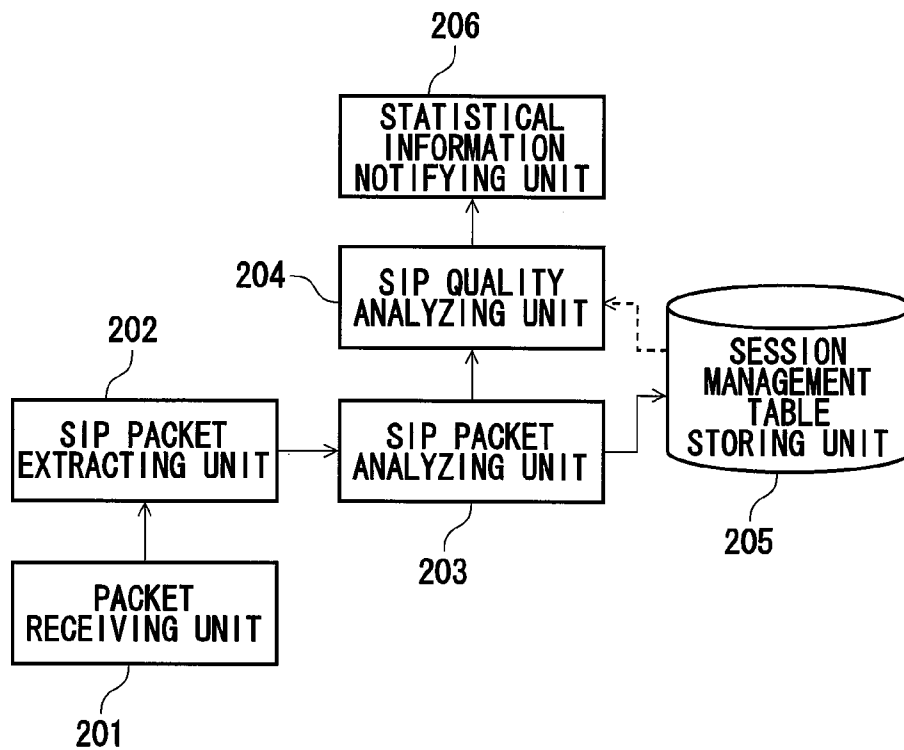 206
STATISTICAL
INFORMATION
NOTIFYING UNIT
204
SIP QUALITY
ANALYZING UNIT
202
SIP PACKET
EXTRACTING UNIT
SIP PACKET
ANALYZING UNIT
203
SESSION
MANAGEMENT
TABLE
STORING UNIT
205
PACKET
RECEIVING UNIT
201